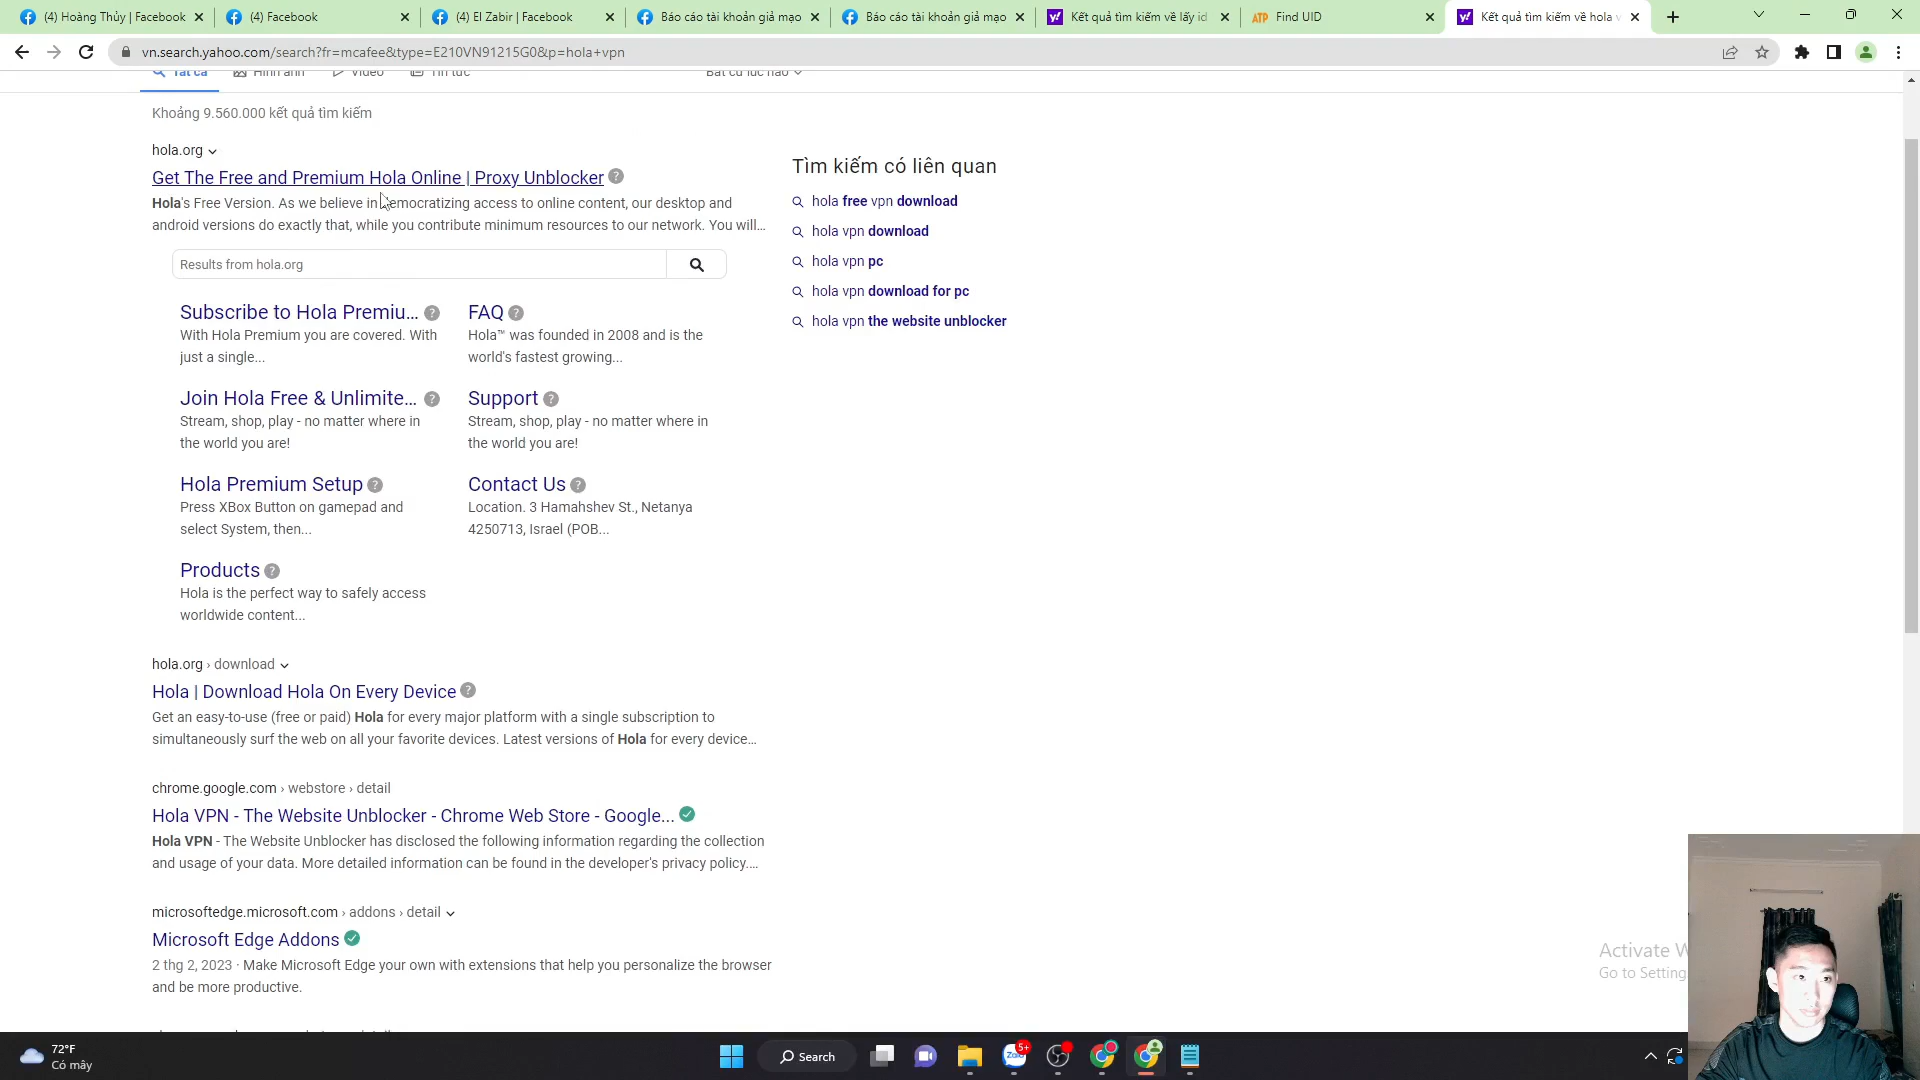 (4) Hoàng Thủy | Facebook
(4) Facebook
(4) El Zabir | Facebook
Báo cáo tài khoản giả mạo
Báo cáo tài khoản giả mạo
Kết quả tìm kiếm về lấy id
ATP Find UID
Kết quả tìm kiếm về hola v
vn.search.yahoo.com/search?fr=mcafee&type=E210VN91215G0&p=hola+vpn
Tất cả
Hình ảnh
Video
Tin tức
Bất cứ lúc nào
Khoảng 9.560.000 kết quả tìm kiếm
hola.org
Get The Free and Premium Hola Online | Proxy Unblocker
Hola's Free Version. As we believe in democratizing access to online content, our desktop and
android versions do exactly that, while you contribute minimum resources to our network. You will...
Results from hola.org
Subscribe to Hola Premiu...
With Hola Premium you are covered. With
just a single...
FAQ
Hola™ was founded in 2008 and is the
world's fastest growing...
Join Hola Free & Unlimite...
Stream, shop, play - no matter where in
the world you are!
Support
Stream, shop, play - no matter where in
the world you are!
Hola Premium Setup
Press XBox Button on gamepad and
select System, then...
Contact Us
Location. 3 Hamahshev St., Netanya
4250713, Israel (POB...
Products
Hola is the perfect way to safely access
worldwide content...
hola.org › download
Hola | Download Hola On Every Device
Get an easy-to-use (free or paid) Hola for every major platform with a single subscription to
simultaneously surf the web on all your favorite devices. Latest versions of Hola for every device...
chrome.google.com › webstore › detail
Hola VPN - The Website Unblocker - Chrome Web Store - Google...
Hola VPN - The Website Unblocker has disclosed the following information regarding the collection
and usage of your data. More detailed information can be found in the developer's privacy policy....
microsoftedge.microsoft.com › addons › detail
Microsoft Edge Addons
2 thg 2, 2023 · Make Microsoft Edge your own with extensions that help you personalize the browser
and be more productive.
Tìm kiếm có liên quan
hola free vpn download
hola vpn download
hola vpn pc
hola vpn download for pc
hola vpn the website unblocker
Activate W
Go to Setting
72°F
Có mây
Search
Zalo
5+